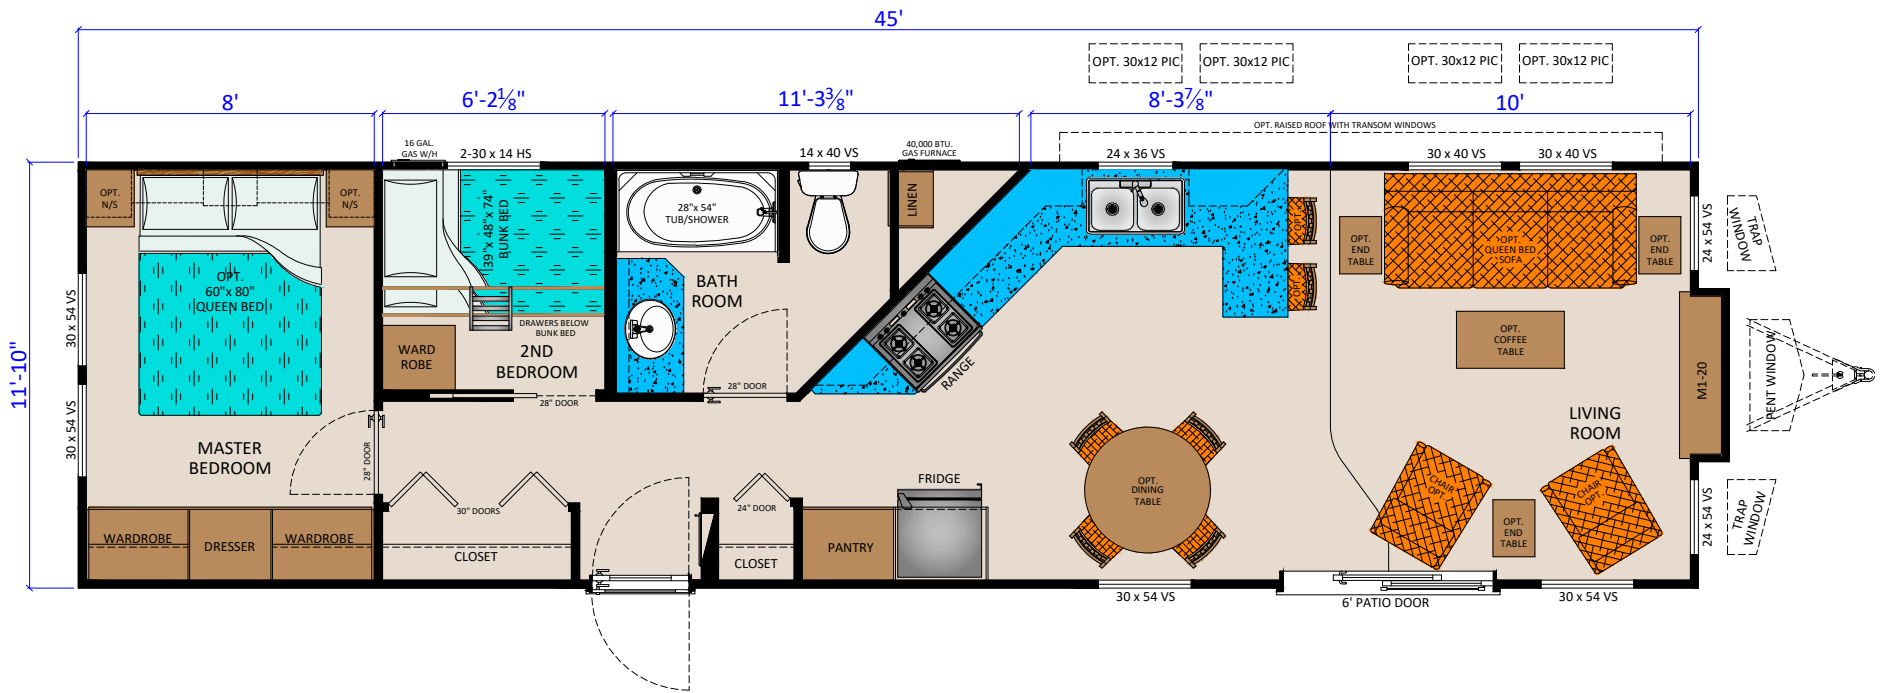 45'
OPT. 30x12 PIC
OPT. 30x12 PIC
OPT. 30x12 PIC
OPT. 30x12 PIC
8'
6'-2⅛"
11'-3⅜"
8'-3⅞"
10'
OPT. RAISED ROOF WITH TRANSOM WINDOWS
16 GAL.
GAS W/H
2-30 x 14 HS
14 x 40 VS
40,000 BTU.
GAS FURNACE
24 x 36 VS
30 x 40 VS
30 x 40 VS
11'-10"
30 x 54 VS
30 x 54 VS
OPT.
N/S
OPT.
N/S
OPT.
60"x 80"
QUEEN BED
MASTER
BEDROOM
28" DOOR
WARDROBE
DRESSER
WARDROBE
39"x 48"x 74"
BUNK BED
DRAWERS BELOW
BUNK BED
WARD
ROBE
2ND
BEDROOM
28" DOOR
28"x 54"
TUB/SHOWER
BATH
ROOM
28" DOOR
LINEN
RANGE
30" DOORS
CLOSET
24" DOOR
CLOSET
PANTRY
FRIDGE
OPT.
DINING
TABLE
OPT.
OPT.
OPT.
END
TABLE
OPT.
QUEEN BED
SOFA
OPT.
END
TABLE
OPT.
COFFEE
TABLE
LIVING
ROOM
CHAIR
OPT.
OPT.
END
TABLE
CHAIR
OPT.
M1-20
24 x 54 VS
TRAP
WINDOW
PENT WINDOW
24 x 54 VS
TRAP
WINDOW
30 x 54 VS
6' PATIO DOOR
30 x 54 VS